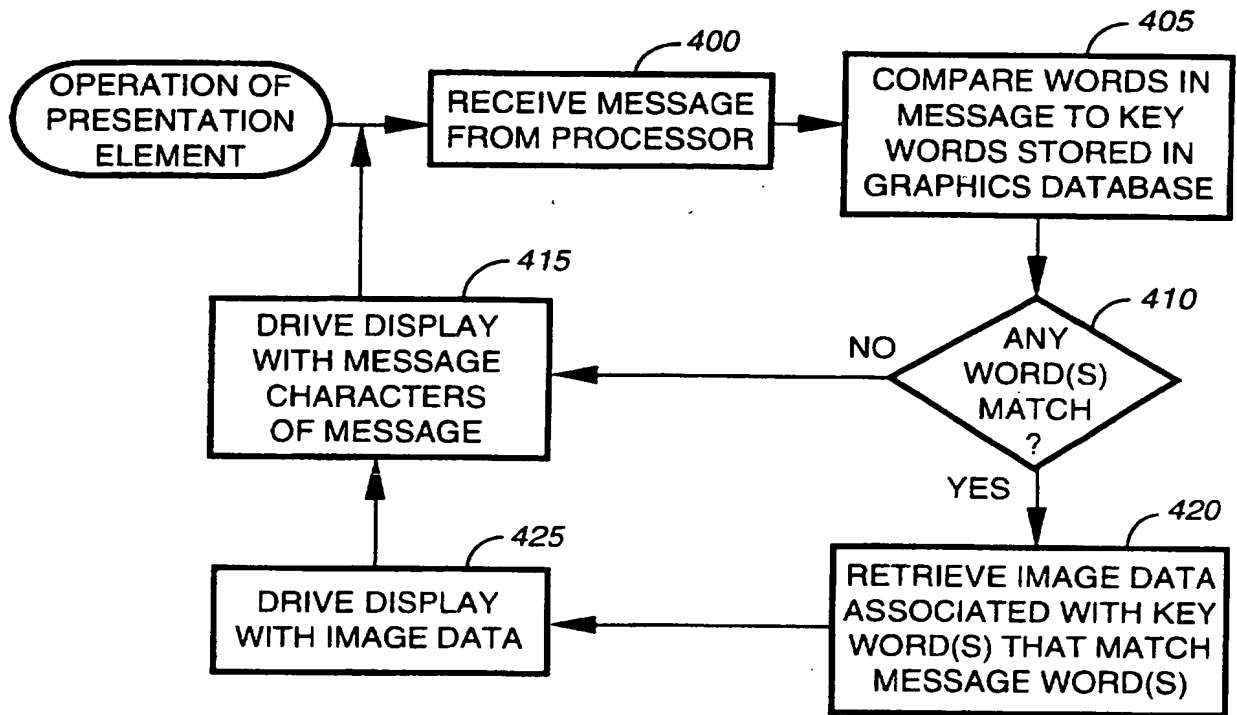 OPERATION OF
PRESENTATION
ELEMENT
400
RECEIVE MESSAGE
FROM PROCESSOR
405
COMPARE WORDS IN
MESSAGE TO KEY
WORDS STORED IN
GRAPHICS DATABASE
410
ANY
WORD(S)
MATCH
?
NO
YES
415
DRIVE DISPLAY
WITH MESSAGE
CHARACTERS
OF MESSAGE
420
RETRIEVE IMAGE DATA
ASSOCIATED WITH KEY
WORD(S) THAT MATCH
MESSAGE WORD(S)
425
DRIVE DISPLAY
WITH IMAGE DATA